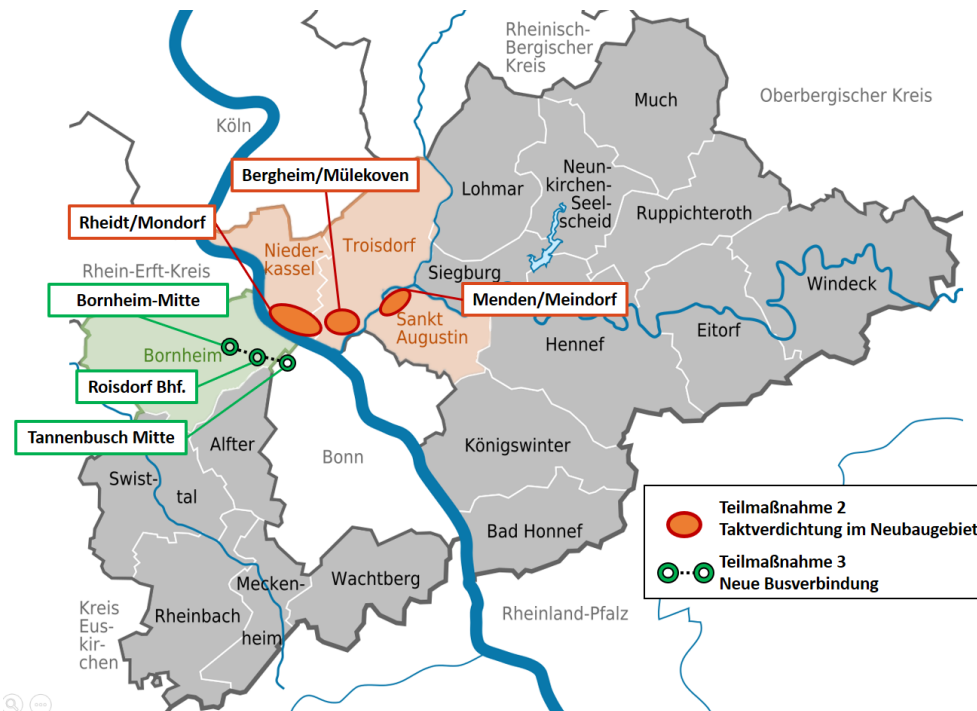 Rheinisch-
Bergischer
Kreis
Oberbergischer Kreis
Köln
Much
Bergheim/Mülekoven
Lohmar
Neun-
kirchen-
Seel-
scheid
Rheidt/Mondorf
Ruppichteroth
Troisdorf
Nieder-
kassel
Rhein-Erft-Kreis
Siegburg
Windeck
Bornheim-Mitte
Menden/Meindorf
Sankt
Augustin
Eitorf
Hennef
Bornheim
Roisdorf Bhf.
Tannenbusch Mitte
Alfter
Bonn
Königswinter
Swist-
tal
Teilmaßnahme 2
Taktverdichtung im Neubaugebiet
Bad Honnef
Teilmaßnahme 3
Neue Busverbindung
Mecken-
heim
Wachtberg
Rheinbach
Rheinland-Pfalz
Kreis
Eus-
kir-
chen